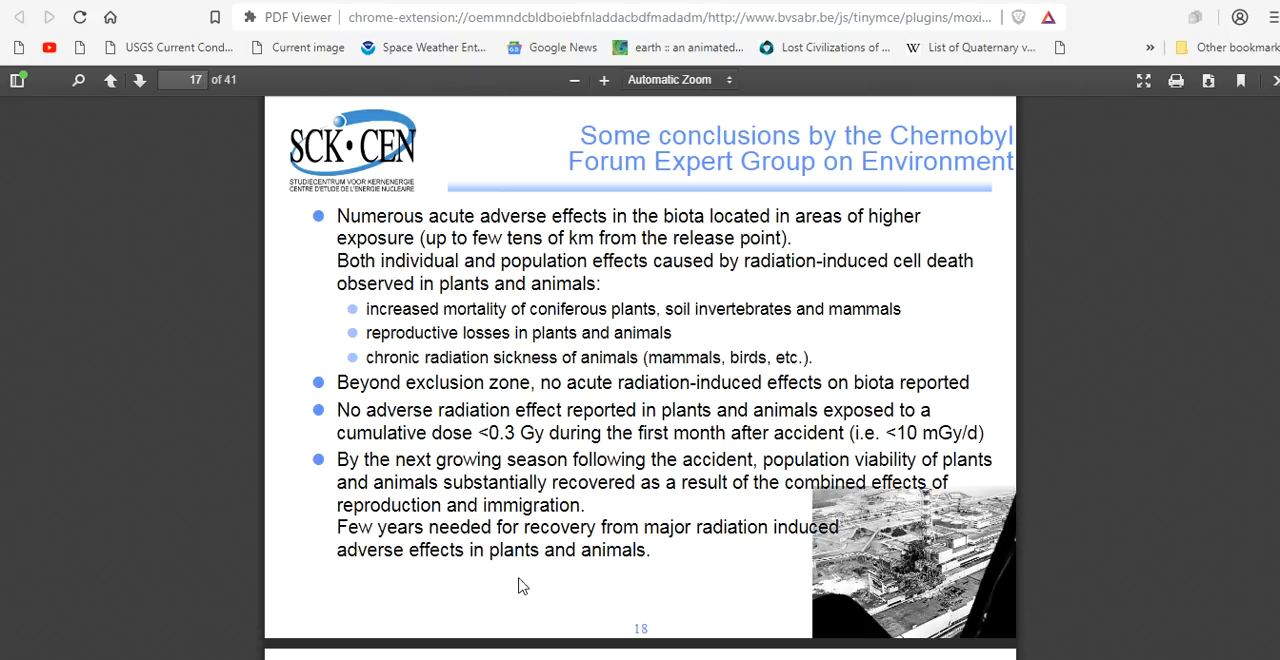 PDF Viewer
chrome-extension://oemmndcbldboiebfnladdacbdfmadadm/http://www.bvsabr.be/js/tinymce/plugins/moxi...
USGS Current Cond...
Current image
Space Weather Ent...
Google News
earth :: an animated...
Lost Civilizations of ...
W List of Quaternary v...
»
Other bookmark
17 of 41
Automatic Zoom
SCK•CEN
STUDIECENTRUM VOOR KERNENERGIE
CENTRE D'ETUDE DE L'ENERGIE NUCLEAIRE
Some conclusions by the Chernobyl
Forum Expert Group on Environment
Numerous acute adverse effects in the biota located in areas of higher
exposure (up to few tens of km from the release point).
Both individual and population effects caused by radiation-induced cell death
observed in plants and animals:
increased mortality of coniferous plants, soil invertebrates and mammals
reproductive losses in plants and animals
chronic radiation sickness of animals (mammals, birds, etc.).
Beyond exclusion zone, no acute radiation-induced effects on biota reported
No adverse radiation effect reported in plants and animals exposed to a
cumulative dose <0.3 Gy during the first month after accident (i.e. <10 mGy/d)
By the next growing season following the accident, population viability of plants
and animals substantially recovered as a result of the combined effects of
reproduction and immigration.
Few years needed for recovery from major radiation induced
adverse effects in plants and animals.
18